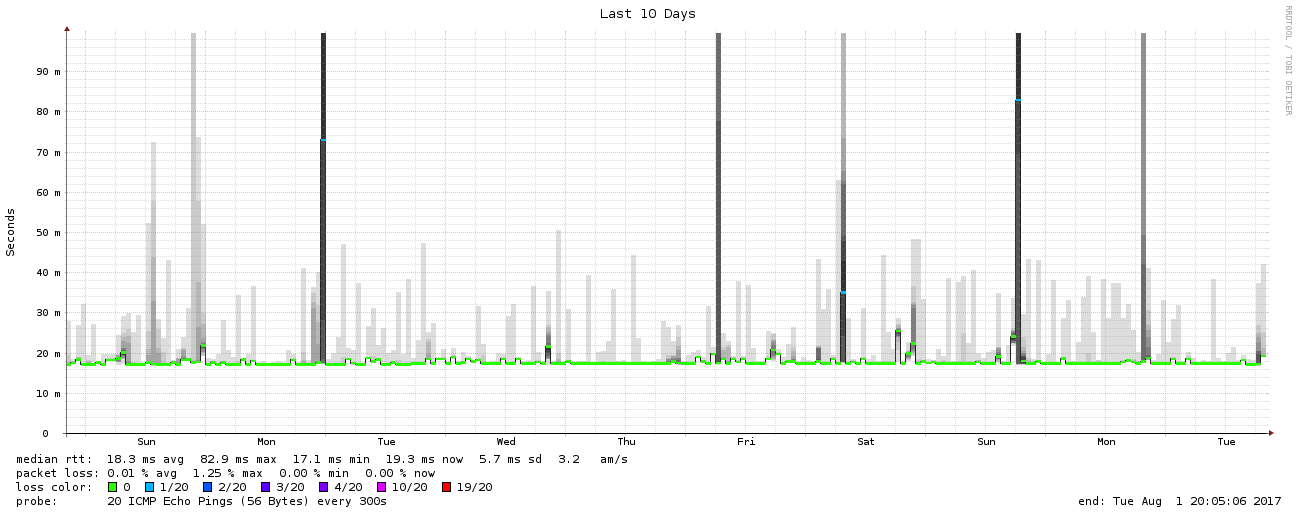 Last 10 Days
RRDTOOL / TOBI OETIKER
Seconds
90 m
80 m
70 m
60 m
50 m
40 m
30 m
20 m
10 m
0
Sun Mon Tue Wed Thu Fri Sat Sun Mon Tue
median rtt: 18.3 ms avg 82.9 ms max 17.1 ms min 19.3 ms now 5.7 ms sd 3.2 am/s
packet loss: 0.01 % avg 1.25 % max 0.00 % min 0.00 % now
loss color: 0 1/20 2/20 3/20 4/20 10/20 19/20
probe: 20 ICMP Echo Pings (56 Bytes) every 300s
end: Tue Aug 1 20:05:06 2017